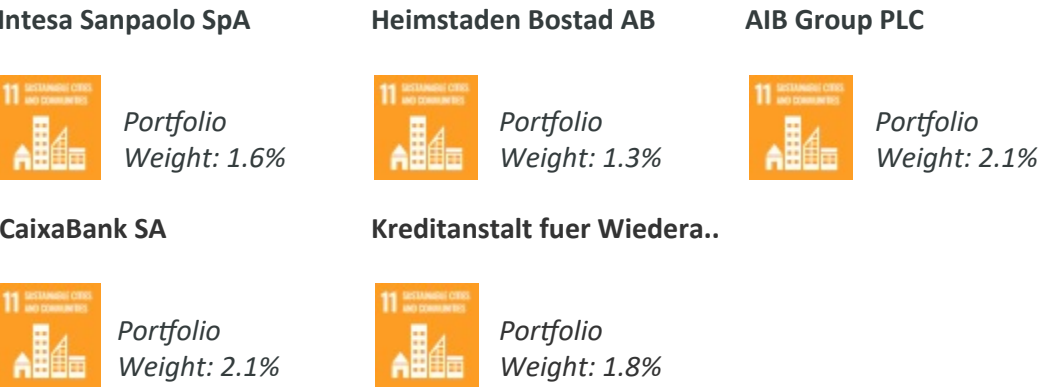 Intesa Sanpaolo SpA
Heimstaden Bostad AB
AIB Group PLC
11 SUSTAINABLE CITIES
AND COMMUNITIES
Portfolio
Weight: 1.6%
11 SUSTAINABLE CITIES
AND COMMUNITIES
Portfolio
Weight: 1.3%
11 SUSTAINABLE CITIES
AND COMMUNITIES
Portfolio
Weight: 2.1%
CaixaBank SA
Kreditanstalt fuer Wiedera..
11 SUSTAINABLE CITIES
AND COMMUNITIES
Portfolio
Weight: 2.1%
11 SUSTAINABLE CITIES
AND COMMUNITIES
Portfolio
Weight: 1.8%